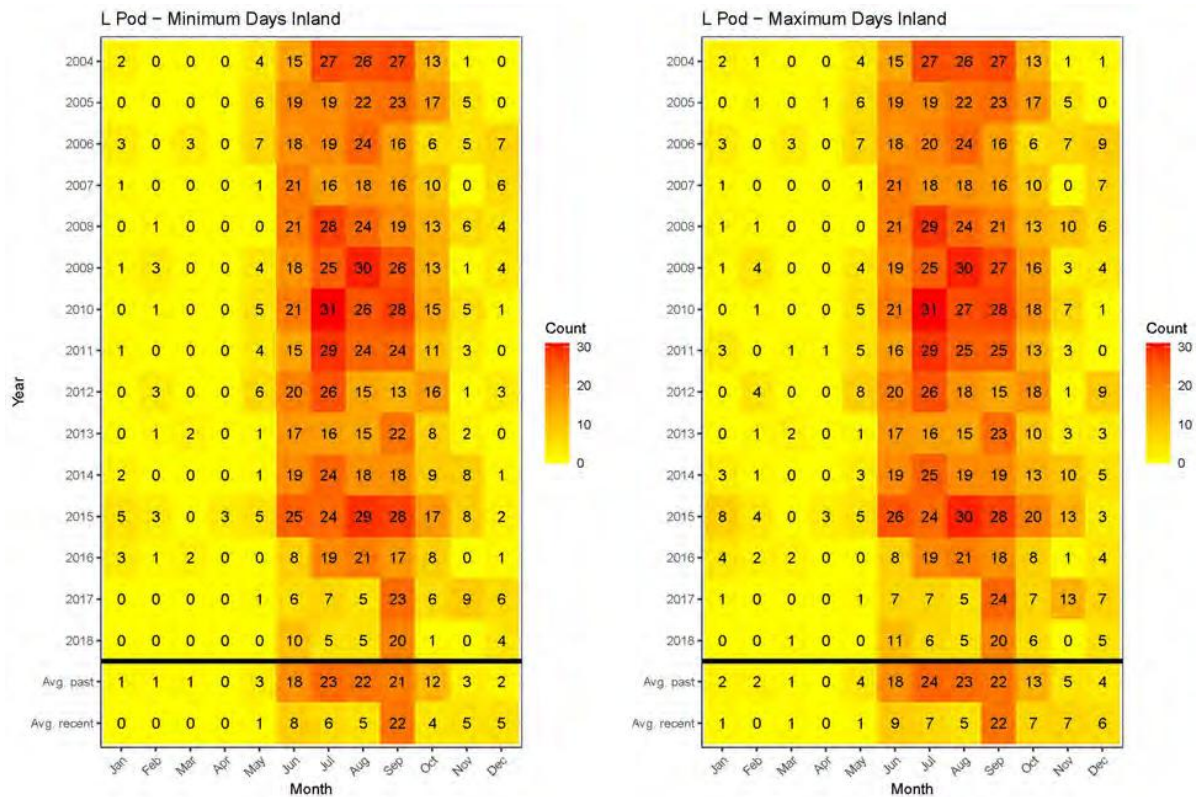 L Pod – Minimum Days Inland
2004 2 0 0 0 4 15 27 26 27 13 1 0
2005 0 0 0 0 6 19 19 22 23 17 5 0
2006 3 0 3 0 7 18 19 24 16 6 5 7
2007 1 0 0 0 1 21 16 18 16 10 0 6
2008 0 1 0 0 0 21 28 24 19 13 6 4
2009 1 3 0 0 4 18 25 30 26 13 1 4
2010 0 1 0 0 5 21 31 26 28 15 5 1
2011 1 0 0 0 4 15 29 24 24 11 3 0
2012 0 3 0 0 6 20 26 15 13 16 1 3
2013 0 1 2 0 1 17 16 15 22 8 2 0
2014 2 0 0 0 1 19 24 18 18 9 8 1
2015 5 3 0 3 5 25 24 29 28 17 8 2
2016 3 1 2 0 0 8 19 21 17 8 0 1
2017 0 0 0 0 1 6 7 5 23 6 9 6
2018 0 0 0 0 0 10 5 5 20 1 0 4
Avg. past 1 1 1 0 3 18 23 22 21 12 3 2
Avg. recent 0 0 0 0 1 8 6 5 22 4 5 5
Jan Feb Mar Apr May Jun Jul Aug Sep Oct Nov Dec
Month
Year
Count
30
20
10
0
L Pod – Maximum Days Inland
2004 2 1 0 0 4 15 27 26 27 13 1 1
2005 0 1 0 1 6 19 19 22 23 17 5 0
2006 3 0 3 0 7 18 20 24 16 6 7 9
2007 1 0 0 0 1 21 18 18 16 10 0 7
2008 1 1 0 0 0 21 29 24 21 13 10 6
2009 1 4 0 0 4 19 25 30 27 16 3 4
2010 0 1 0 0 5 21 31 27 28 18 7 1
2011 3 0 1 1 5 16 29 25 25 13 3 0
2012 0 4 0 0 8 20 26 18 15 18 1 9
2013 0 1 2 0 1 17 16 15 23 10 3 3
2014 3 1 0 0 3 19 25 19 19 13 10 5
2015 8 4 0 3 5 26 24 30 28 20 13 3
2016 4 2 2 0 0 8 19 21 18 8 1 4
2017 1 0 0 0 1 7 7 5 24 7 13 7
2018 0 0 1 0 0 11 6 5 20 6 0 5
Avg. past 2 2 1 0 4 18 24 23 22 13 5 4
Avg. recent 1 0 1 0 1 9 7 5 22 7 7 6
Jan Feb Mar Apr May Jun Jul Aug Sep Oct Nov Dec
Month
Count
30
20
10
0